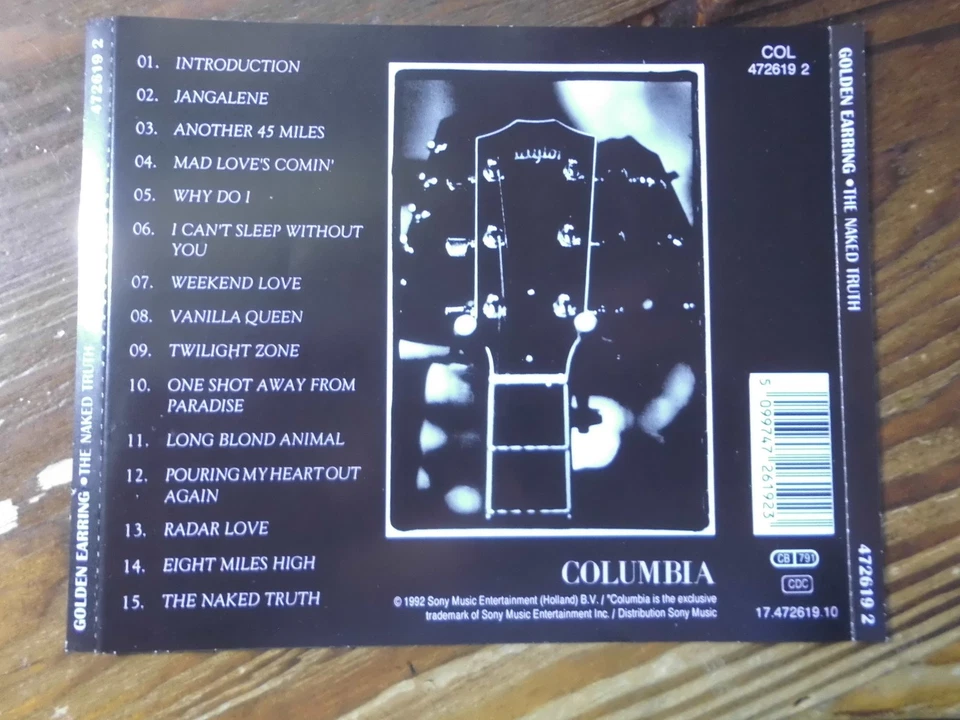 472619 2
GOLDEN EARRING • THE NAKED TRUTH
01. INTRODUCTION
02. JANGALENE
03. ANOTHER 45 MILES
04. MAD LOVE'S COMIN'
05. WHY DO I
06. I CAN'T SLEEP WITHOUT
YOU
07. WEEKEND LOVE
08. VANILLA QUEEN
09. TWILIGHT ZONE
10. ONE SHOT AWAY FROM
PARADISE
11. LONG BLOND ANIMAL
12. POURING MY HEART OUT
AGAIN
13. RADAR LOVE
14. EIGHT MILES HIGH
15. THE NAKED TRUTH
Taylor
COL
472619 2
5 099747 261923
CB 791
CDC
17.472619.10
COLUMBIA
© 1992 Sony Music Entertainment (Holland) B.V. / "Columbia is the exclusive
trademark of Sony Music Entertainment Inc. / Distribution Sony Music
GOLDEN EARRING • THE NAKED TRUTH
472619 2